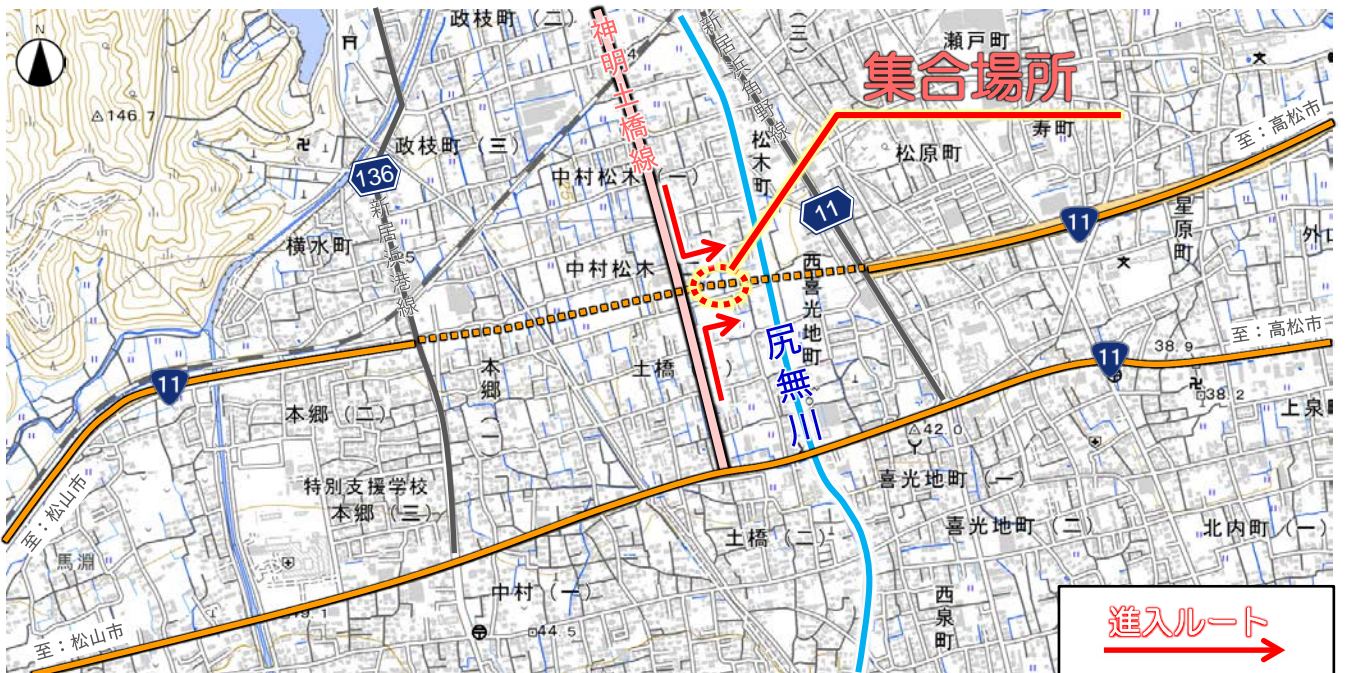 N
政枝町（二）
神明土橋線
新居浜角野線
瀬戸町
集合場所
寿町
至：高松市
146.7
政枝町（三）
136
新居浜港線
中村松木（一）
松木町
松原町
11
11
星原町
横水町
中村松木
西喜光地町
至：高松市
11
38.9
11
本郷（一）
土橋
尻無川
38.2
上泉町
本郷（二）
42.0
至：松山市
特別支援学校
本郷（三）
喜光地町（一）
喜光地町（二）
北内町（一）
馬淵
土橋（二）
中村（一）
44.5
西泉町
至：松山市
進入ルート